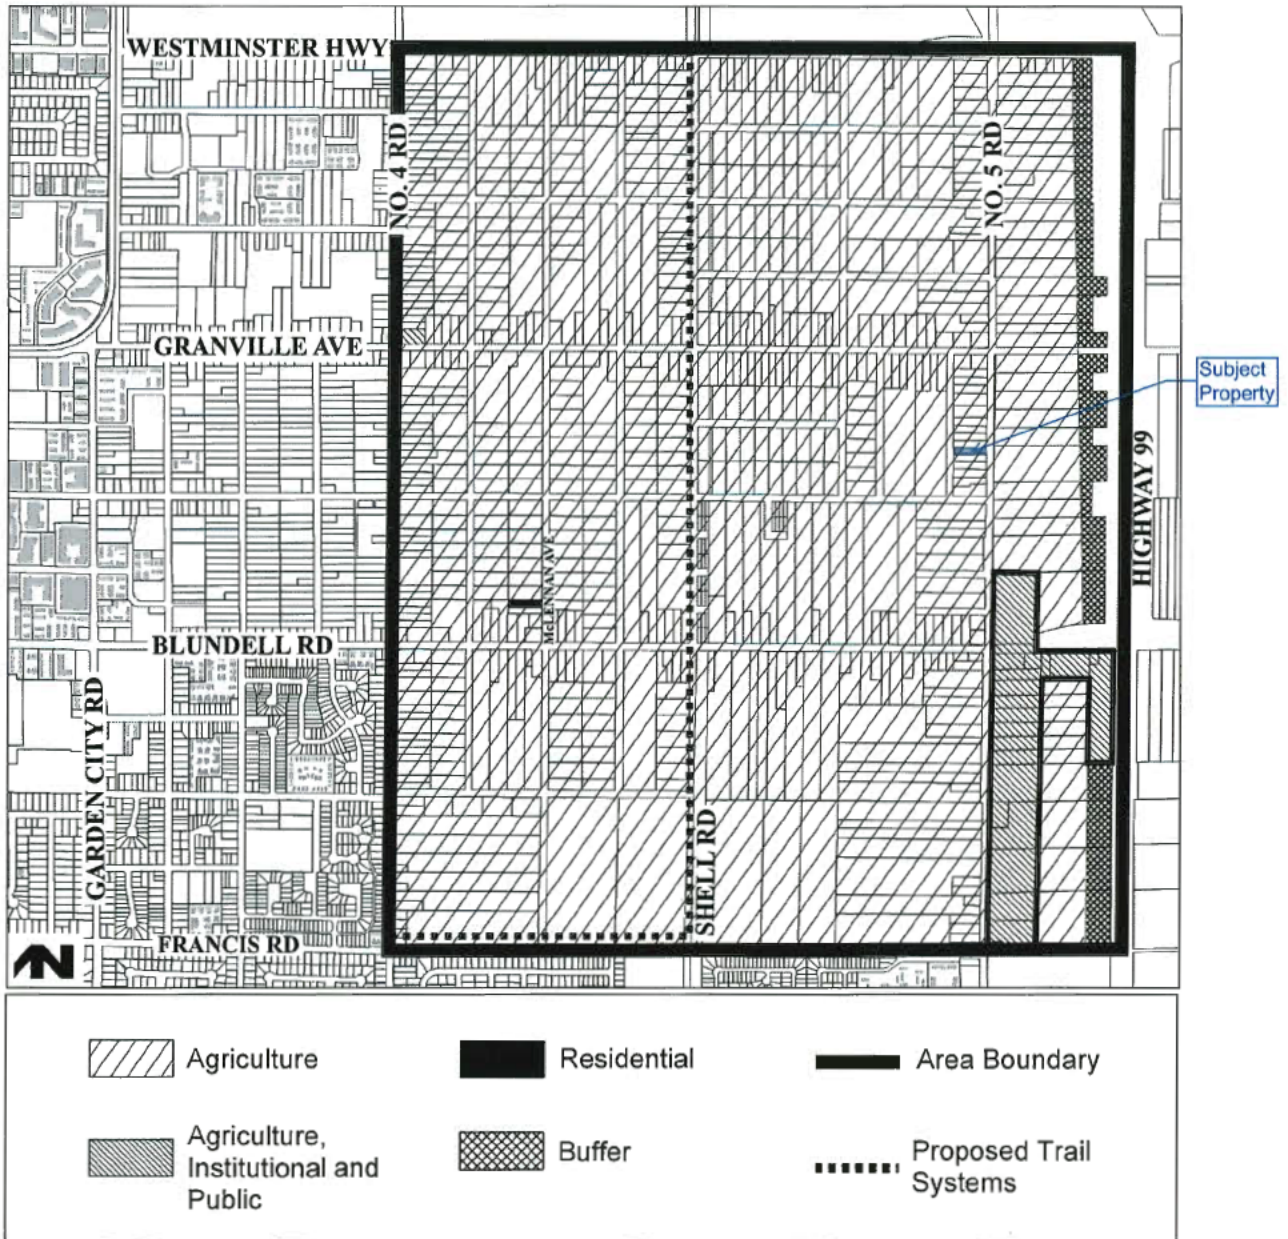 WESTMINSTER HWY
NO. 4 RD
NO. 5 RD
GRANVILLE AVE
Subject
Property
HIGHWAY 99
McLENNAN AVE
BLUNDELL RD
GARDEN CITY RD
SHELL RD
FRANCIS RD
N
Agriculture
Residential
Area Boundary
Agriculture,
Institutional and
Public
Buffer
Proposed Trail
Systems